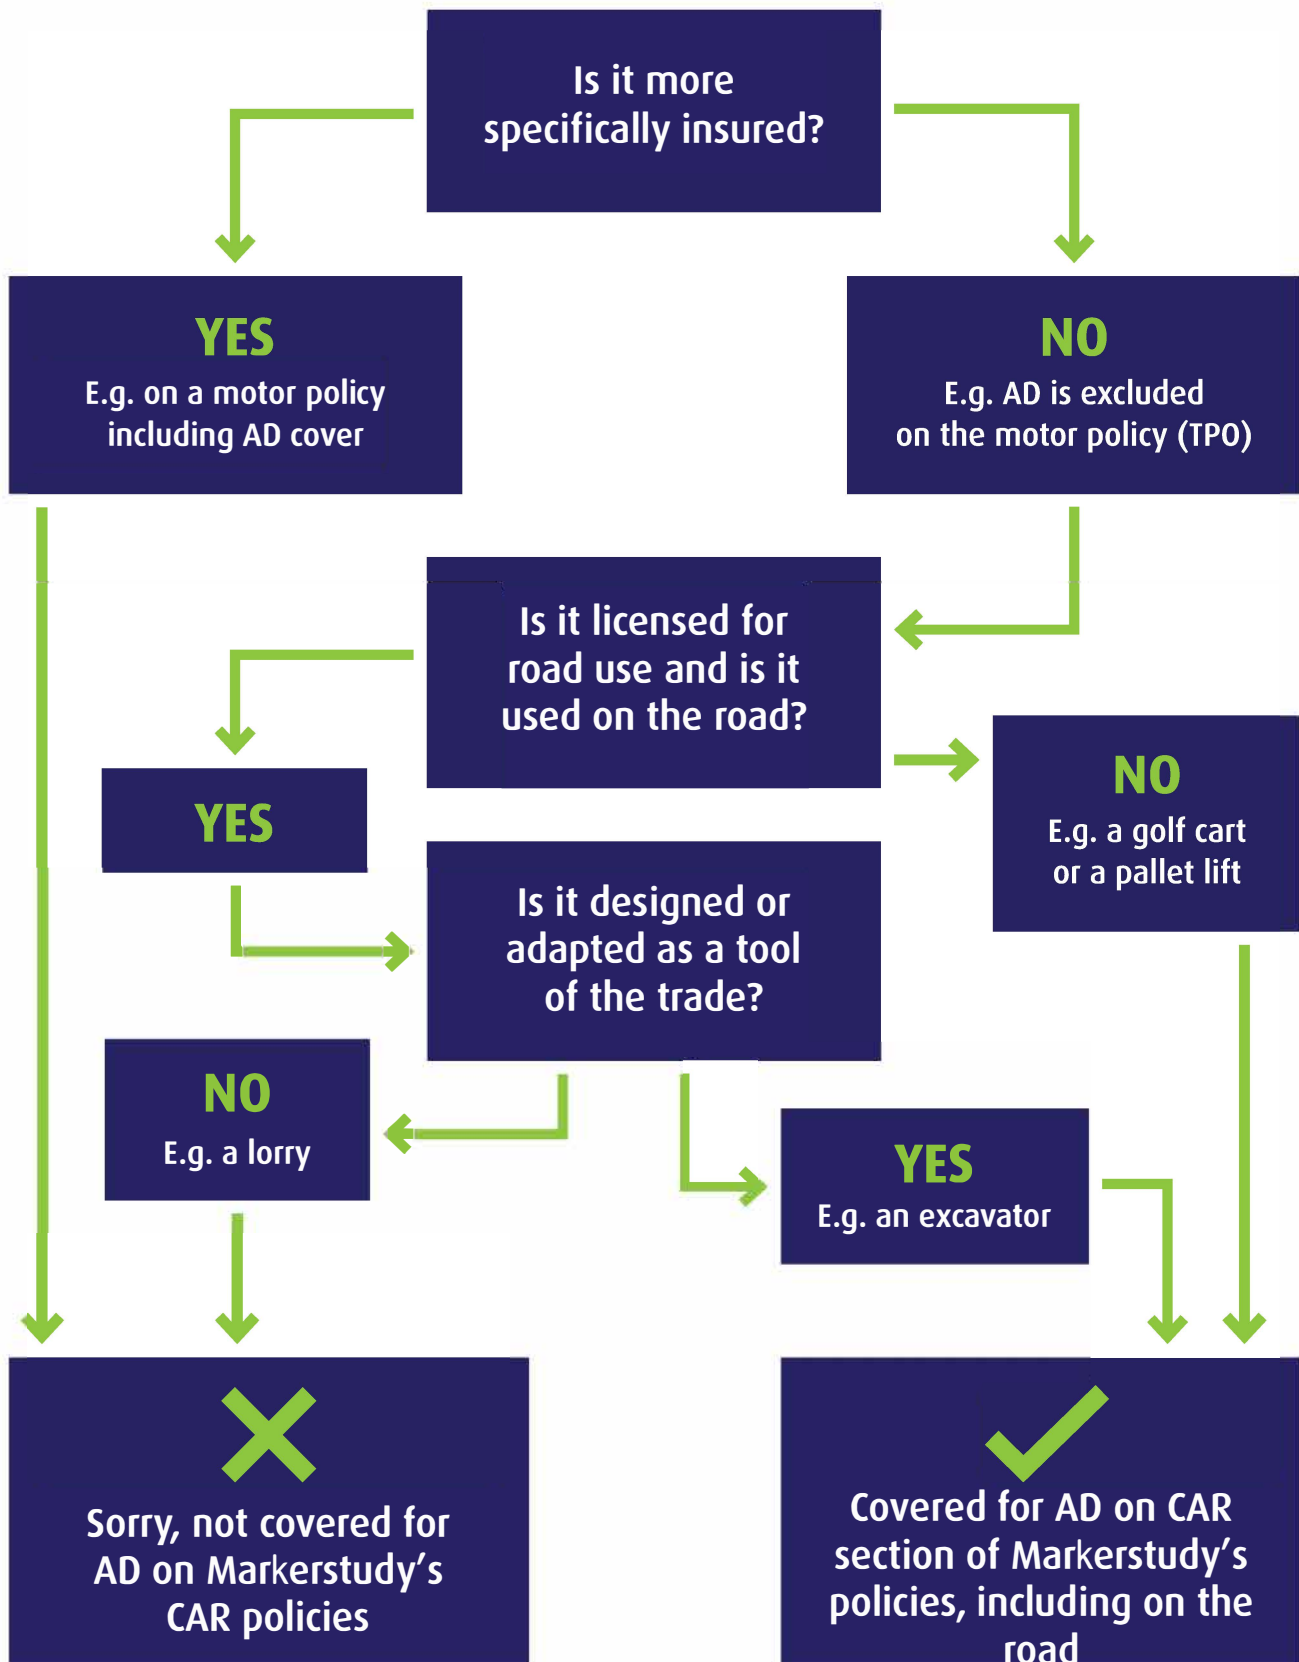 Is it more
specifically insured?
YES
E.g. on a motor policy
including AD cover
NO
E.g. AD is excluded
on the motor policy (TPO)
Is it licensed for
road use and is it
used on the road?
YES
NO
E.g. a golf cart
or a pallet lift
Is it designed or
adapted as a tool
of the trade?
NO
E.g. a lorry
YES
E.g. an excavator
Sorry, not covered for
AD on Markerstudy's
CAR policies
Covered for AD on CAR
section of Markerstudy's
policies, including on the
road